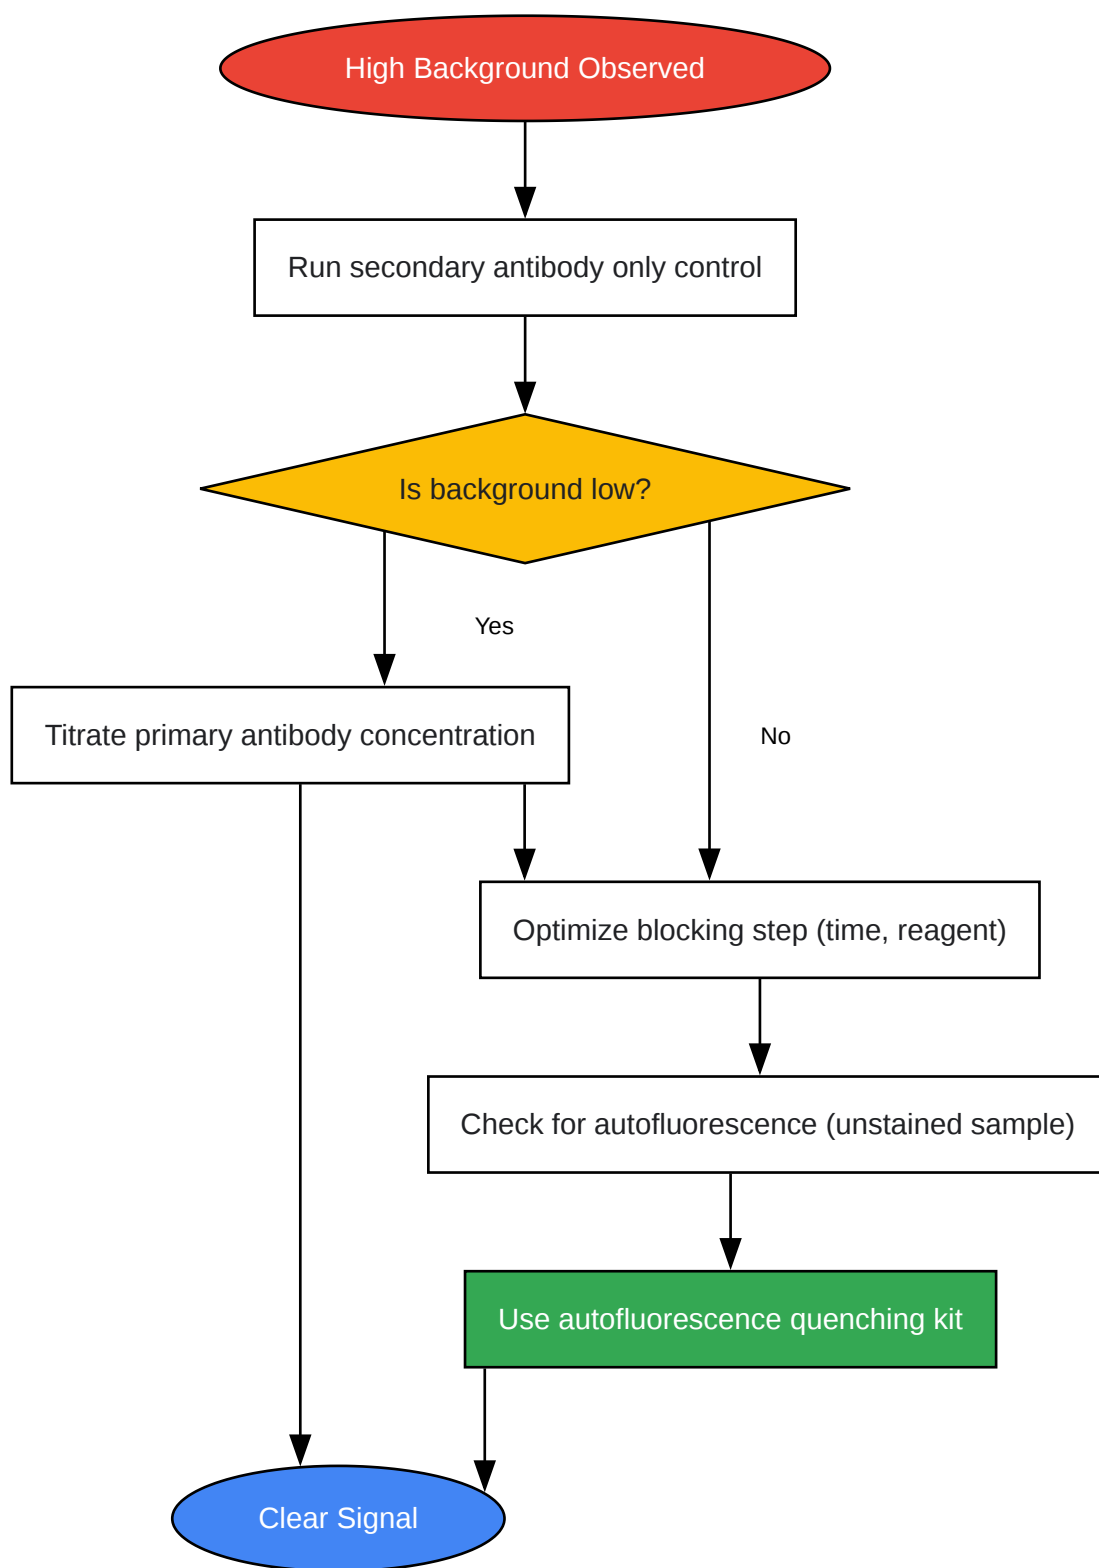 High Background Observed
Run secondary antibody only control
Is background low?
Yes
Titrate primary antibody concentration
No
Optimize blocking step (time, reagent)
Check for autofluorescence (unstained sample)
Use autofluorescence quenching kit
Clear Signal